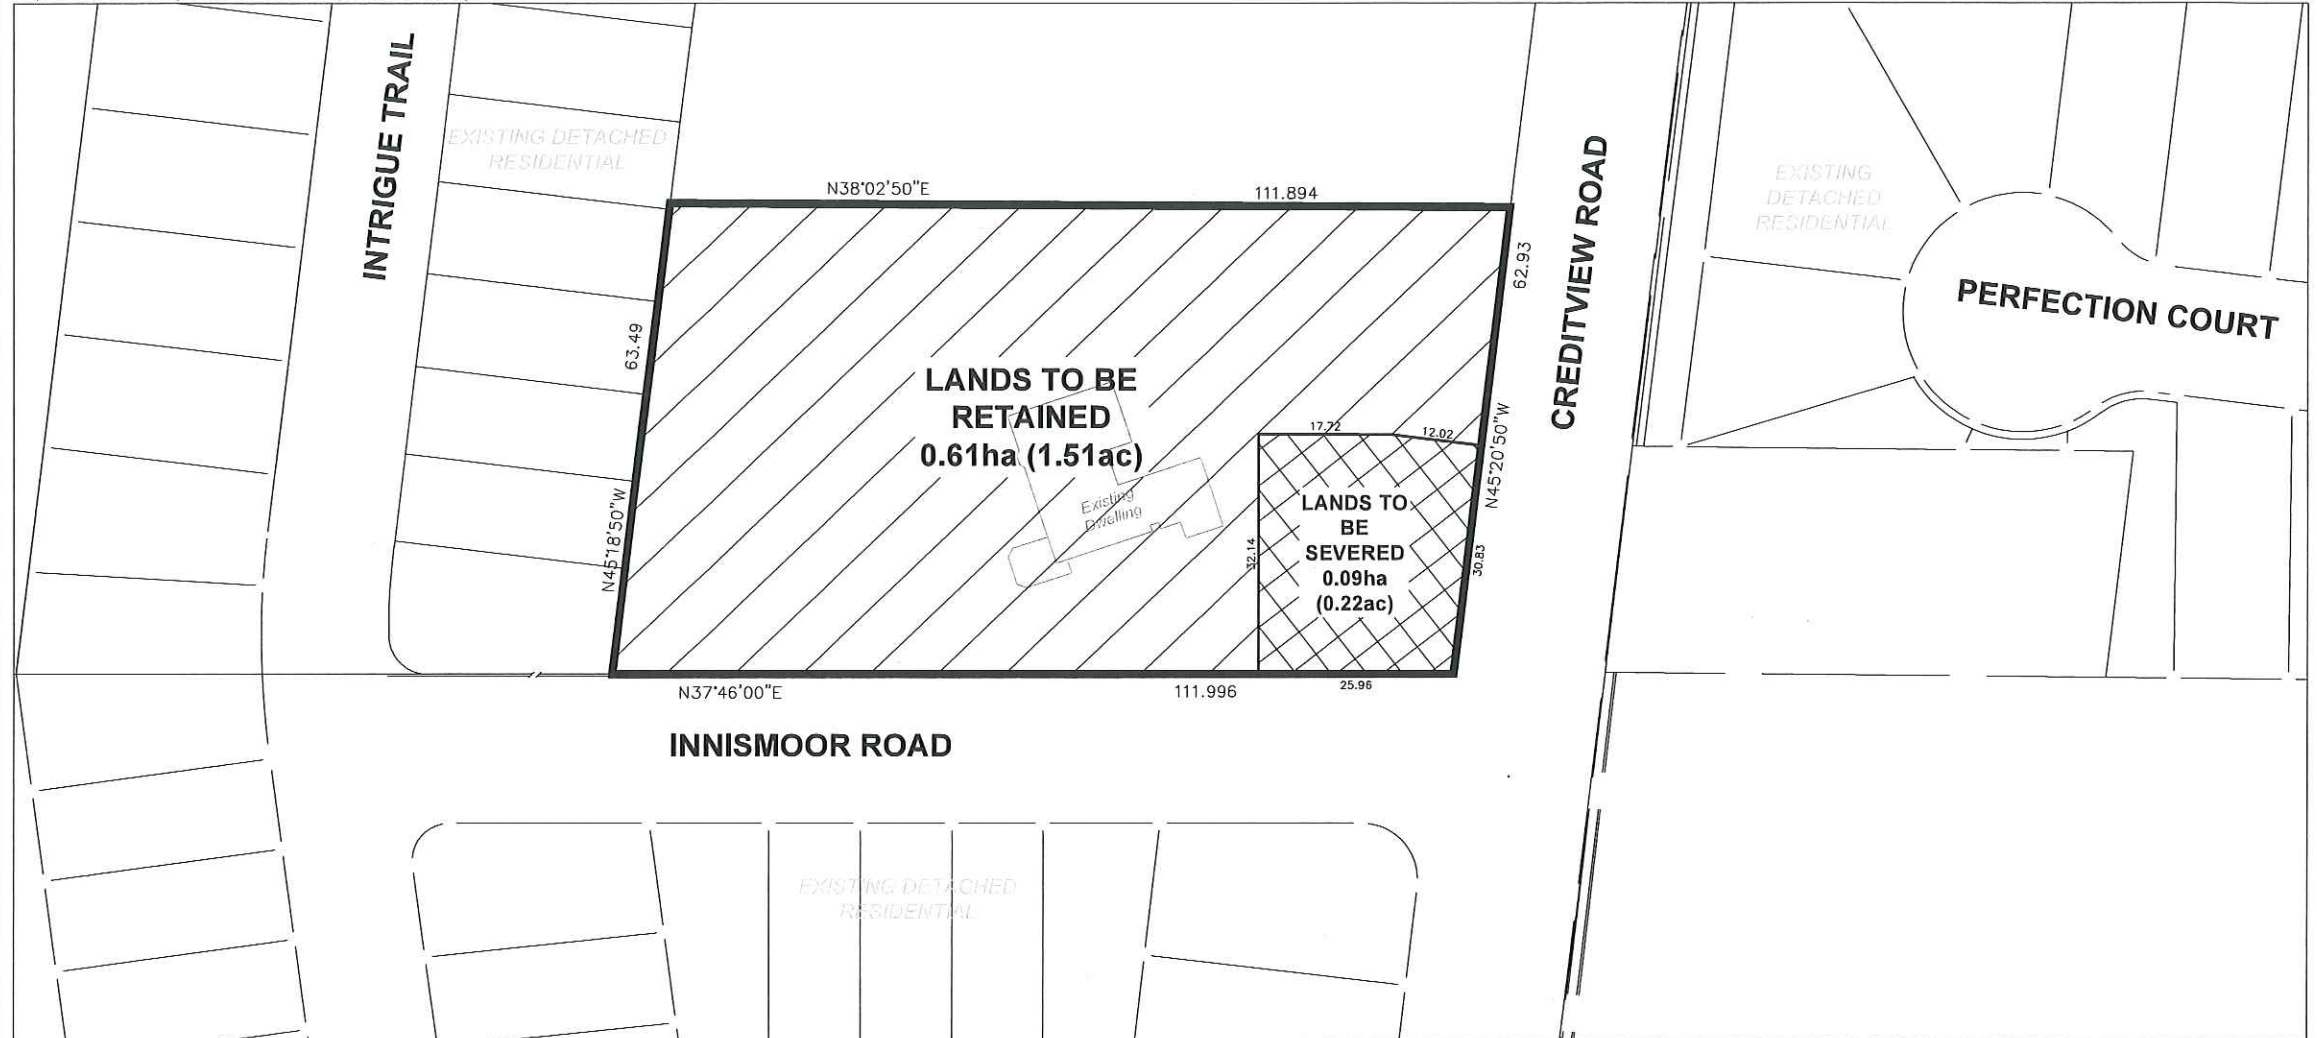 INTRIGUE TRAIL
EXISTING DETACHED
RESIDENTIAL
N38°02'50"E
111.894
62.93
CREDITVIEW ROAD
EXISTING
DETACHED
RESIDENTIAL
PERFECTION COURT
63.49
LANDS TO BE
RETAINED
0.61ha (1.51ac)
Existing
Dwelling
17.72
12.02
N45°20'50"W
N45°18'50"W
32.14
LANDS TO
BE
SEVERED
0.09ha
(0.22ac)
30.83
N37°46'00"E
111.996
25.96
INNISMOOR ROAD
EXISTING DETACHED
RESIDENTIAL